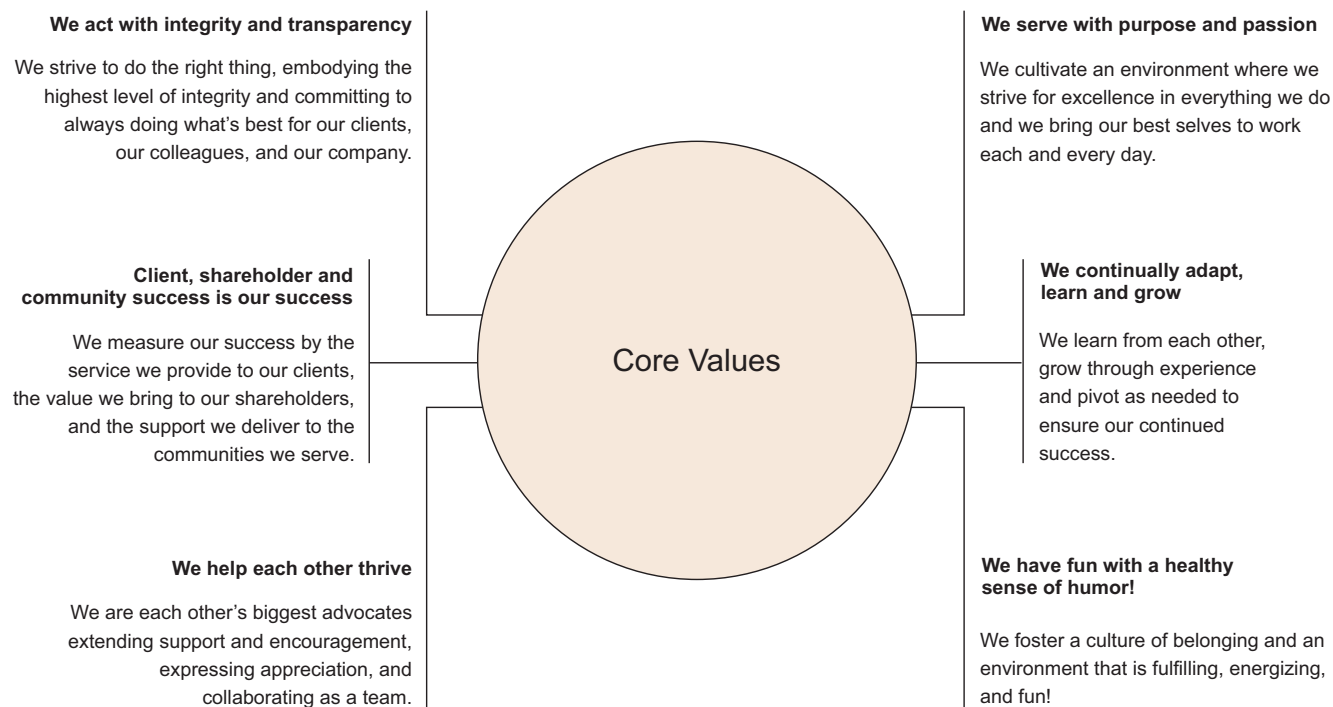 We act with integrity and transparency
We strive to do the right thing, embodying the
highest level of integrity and committing to
always doing what's best for our clients,
our colleagues, and our company.
Client, shareholder and
community success is our success
We measure our success by the
service we provide to our clients,
the value we bring to our shareholders,
and the support we deliver to the
communities we serve.
We help each other thrive
We are each other's biggest advocates
extending support and encouragement,
expressing appreciation, and
collaborating as a team.
Core Values
We serve with purpose and passion
We cultivate an environment where we
strive for excellence in everything we do
and we bring our best selves to work
each and every day.
We continually adapt,
learn and grow
We learn from each other,
grow through experience
and pivot as needed to
ensure our continued
success.
We have fun with a healthy
sense of humor!
We foster a culture of belonging and an
environment that is fulfilling, energizing,
and fun!